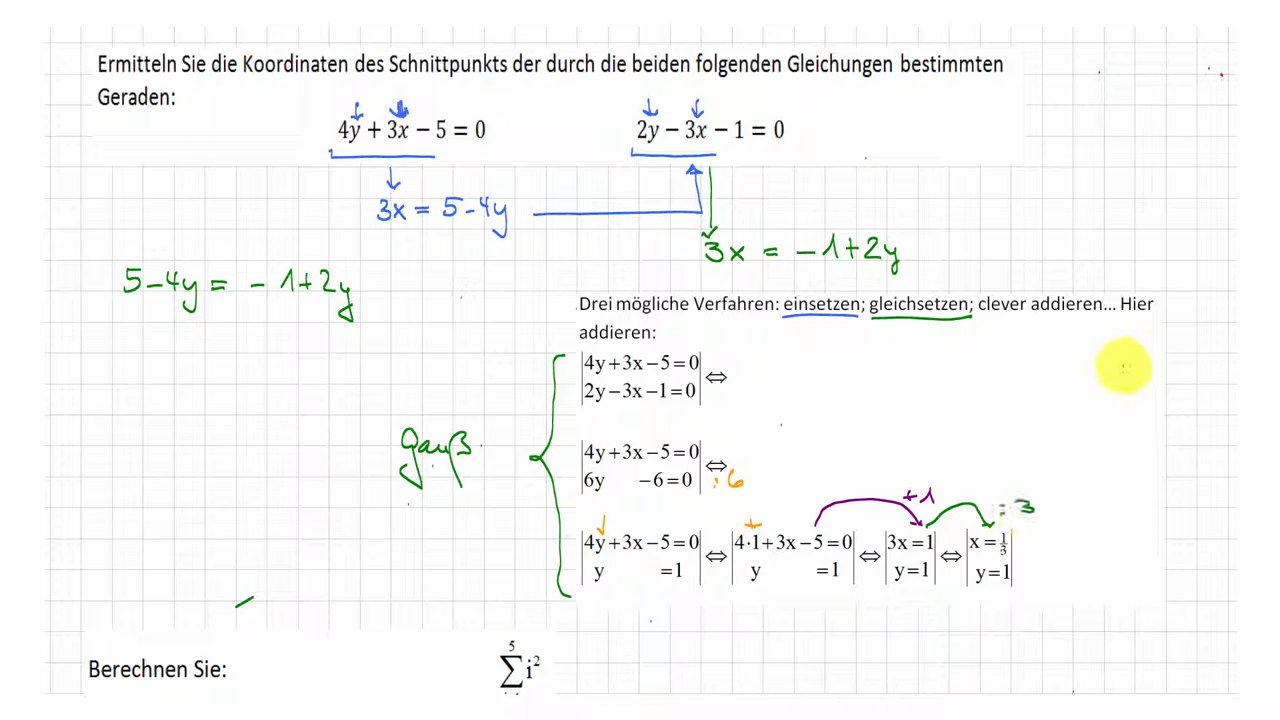 Ermitteln Sie die Koordinaten des Schnittpunkts der durch die beiden folgenden Gleichungen bestimmten
Geraden:
4y + 3x − 5 = 0    2y − 3x − 1 = 0
3x = 5 - 4y
3x = - 1 + 2y
5 - 4y = - 1 + 2y
Drei mögliche Verfahren: einsetzen; gleichsetzen; clever addieren... Hier
addieren:
|4y+3x−5=0|
|2y−3x−1=0| ⇔
Gauß
|4y+3x−5=0|
|6y −6=0| ⇔ :6
+1 :3
|4y+3x−5=0| ⇔ |4·1+3x−5=0| ⇔ |3x=1| ⇔ |x=1/3|
|y =1| |y =1| |y=1| |y=1|
Berechnen Sie: 5 ∑ i²